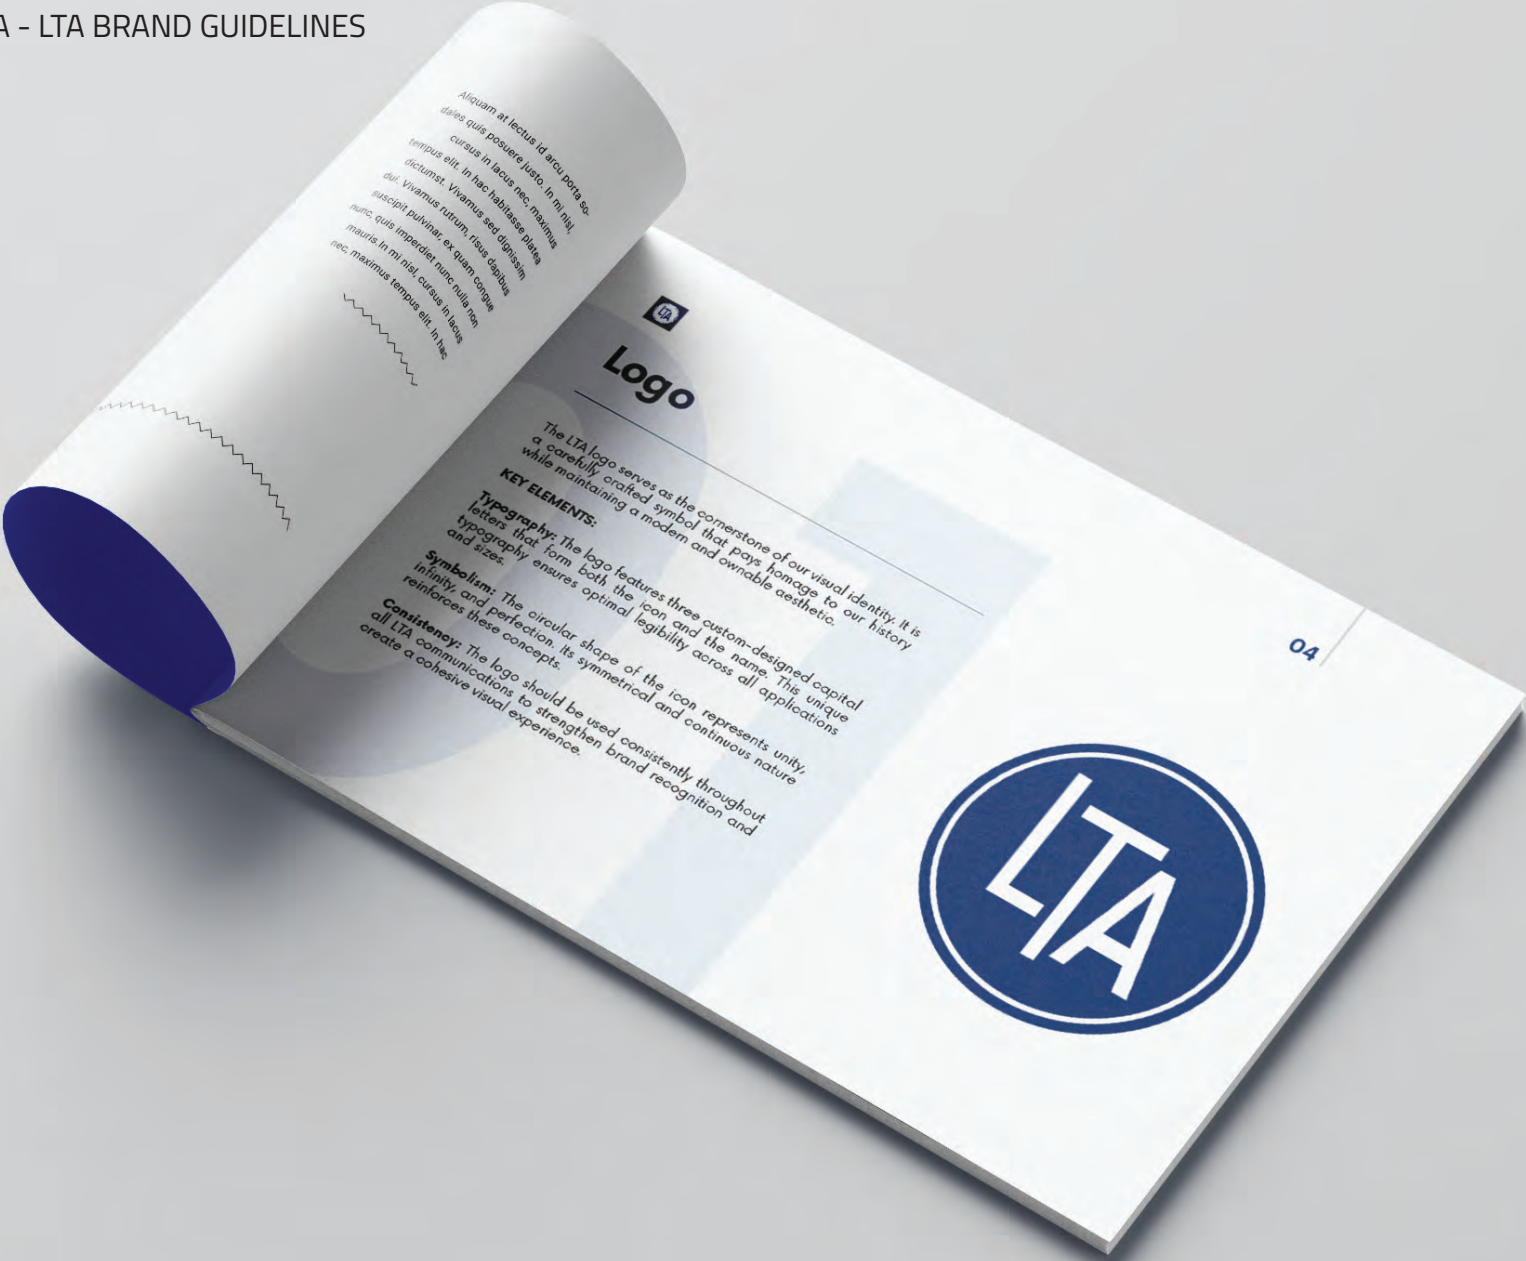 A - LTA BRAND GUIDELINES
Aliquam at lectus id arcu porta so-
dales quis posuere justo. In mi nisl,
cursus in lacus nec, maximus
tempus elit. In hac habitasse platea
dictumst. Vivamus sed dignissim
dui. Vivamus rutrum, risus dapibus
suscipit pulvinar, ex quam congue
nunc, quis imperdiet nunc nulla non
mauris.In mi nisl, cursus in lacus
nec, maximus tempus elit. In hac
LTA
Logo
The LTA logo serves as the cornerstone of our visual identity. It is
a carefully crafted symbol that pays homage to our history
while maintaining a modern and ownable aesthetic.
KEY ELEMENTS:
Typography: The logo features three custom-designed capital
letters that form both the icon and the name. This unique
typography ensures optimal legibility across all applications
and sizes.
Symbolism: The circular shape of the icon represents unity,
infinity, and perfection. Its symmetrical and continuous nature
reinforces these concepts.
Consistency: The logo should be used consistently throughout
all LTA communications to strengthen brand recognition and
create a cohesive visual experience.
04
LTA